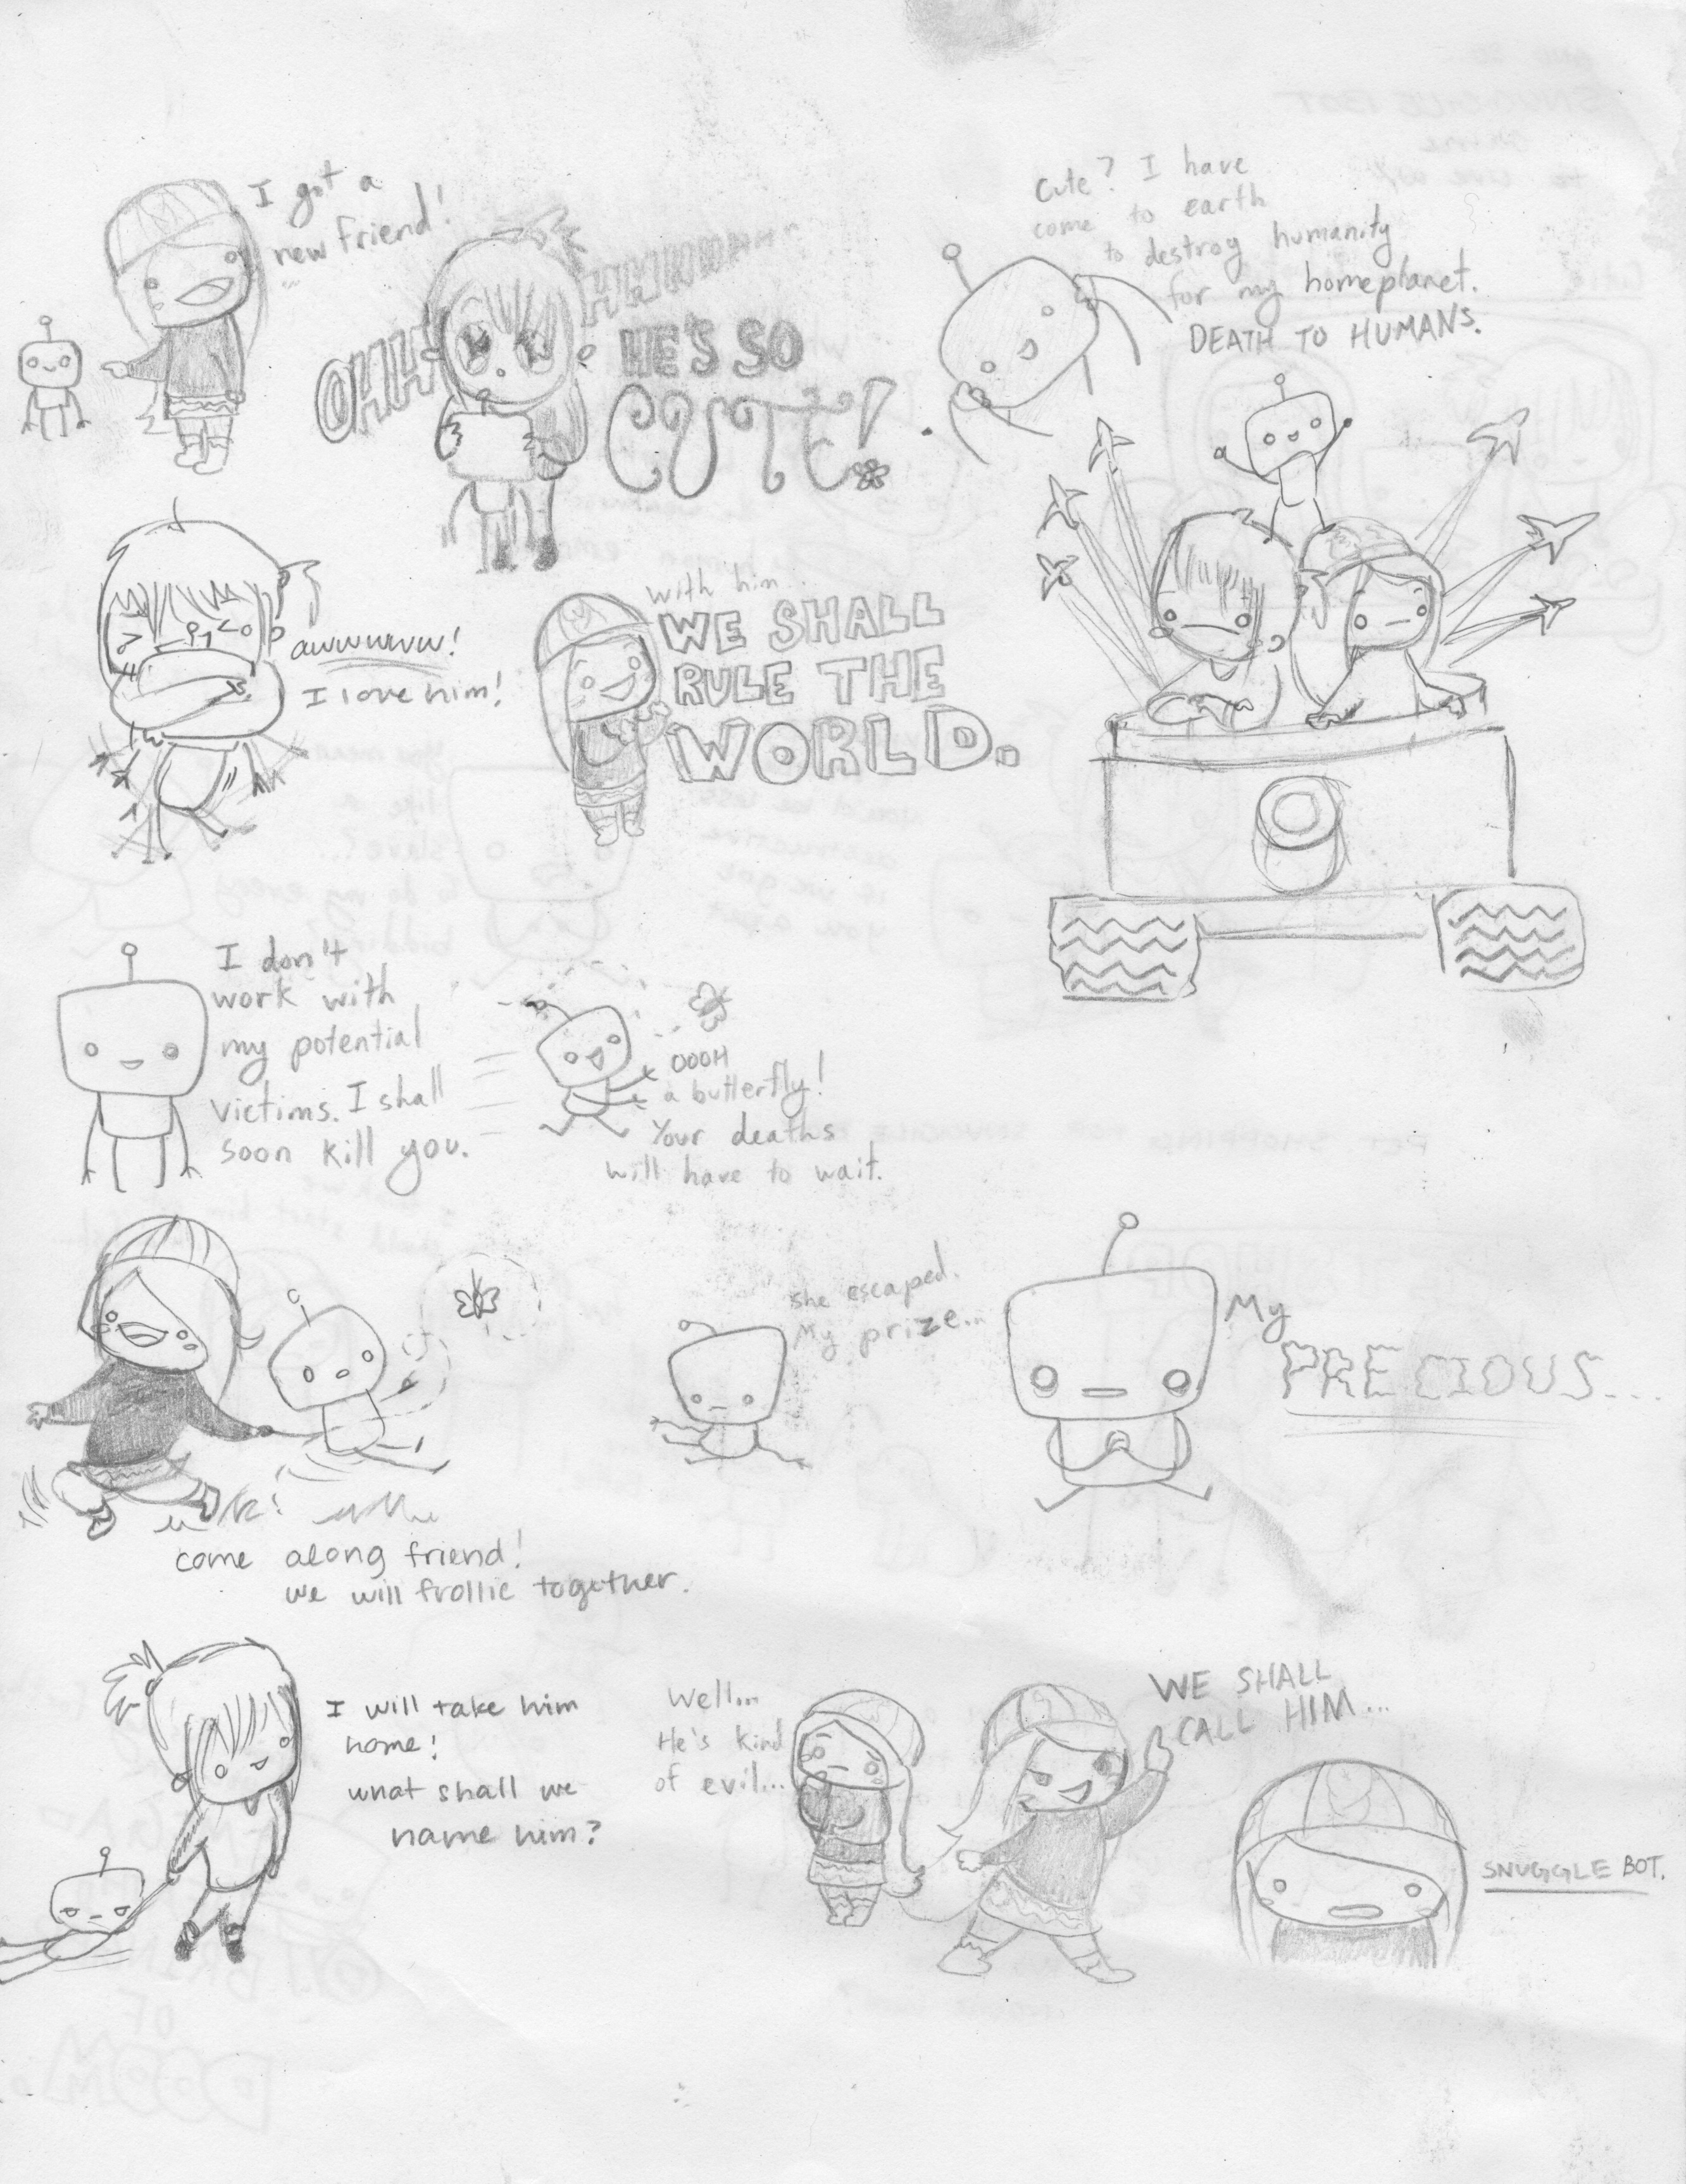 I got a
new friend!
OHHHHHHHHH
HE'S SO
CUTE!
Cute? I have
come to earth
to destroy humanity
for my homeplanet.
DEATH TO HUMANS.
awwwww!
I love him!
with him...
WE SHALL
RULE THE
WORLD.
I don't
work with
my potential
victims. I shall
soon kill you.
OOOH
a butterfly!
Your deaths
will have to wait.
come along friend!
we will frollic together.
she escaped.
My prize...
My
PRECIOUS...
I will take him
home!
what shall we
name him?
Well...
He's kind
of evil...
WE SHALL
CALL HIM...
SNUGGLE BOT.